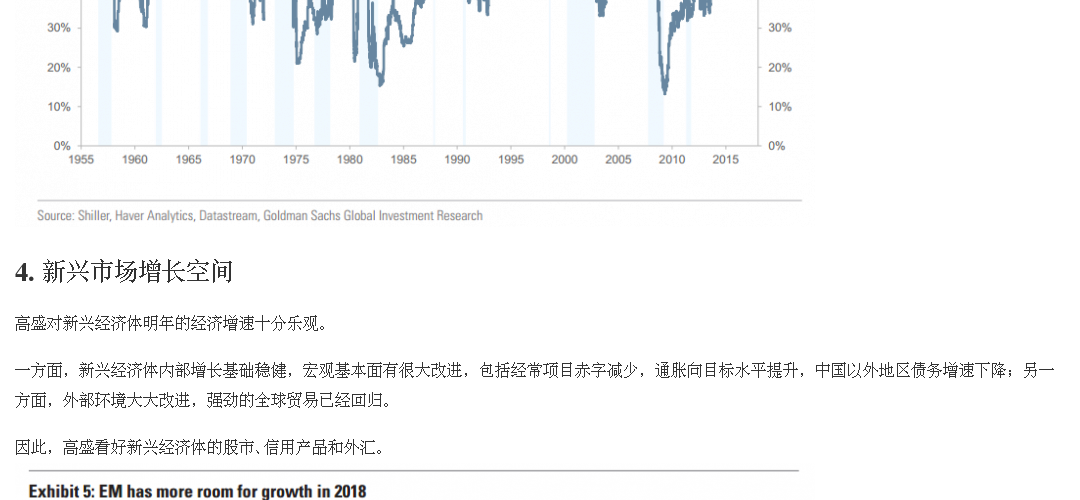 30% 30%
20% 20%
10% 10%
0% 0%
1955 1960 1965 1970 1975 1980 1985 1990 1995 2000 2005 2010 2015
Source: Shiller, Haver Analytics, Datastream, Goldman Sachs Global Investment Research
4. 新兴市场增长空间
高盛对新兴经济体明年的经济增速十分乐观。
一方面，新兴经济体内部增长基础稳健，宏观基本面有很大改进，包括经常项目赤字减少，通胀向目标水平提升，中国以外地区债务增速下降；另一
方面，外部环境大大改进，强劲的全球贸易已经回归。
因此，高盛看好新兴经济体的股市、信用产品和外汇。
Exhibit 5: EM has more room for growth in 2018